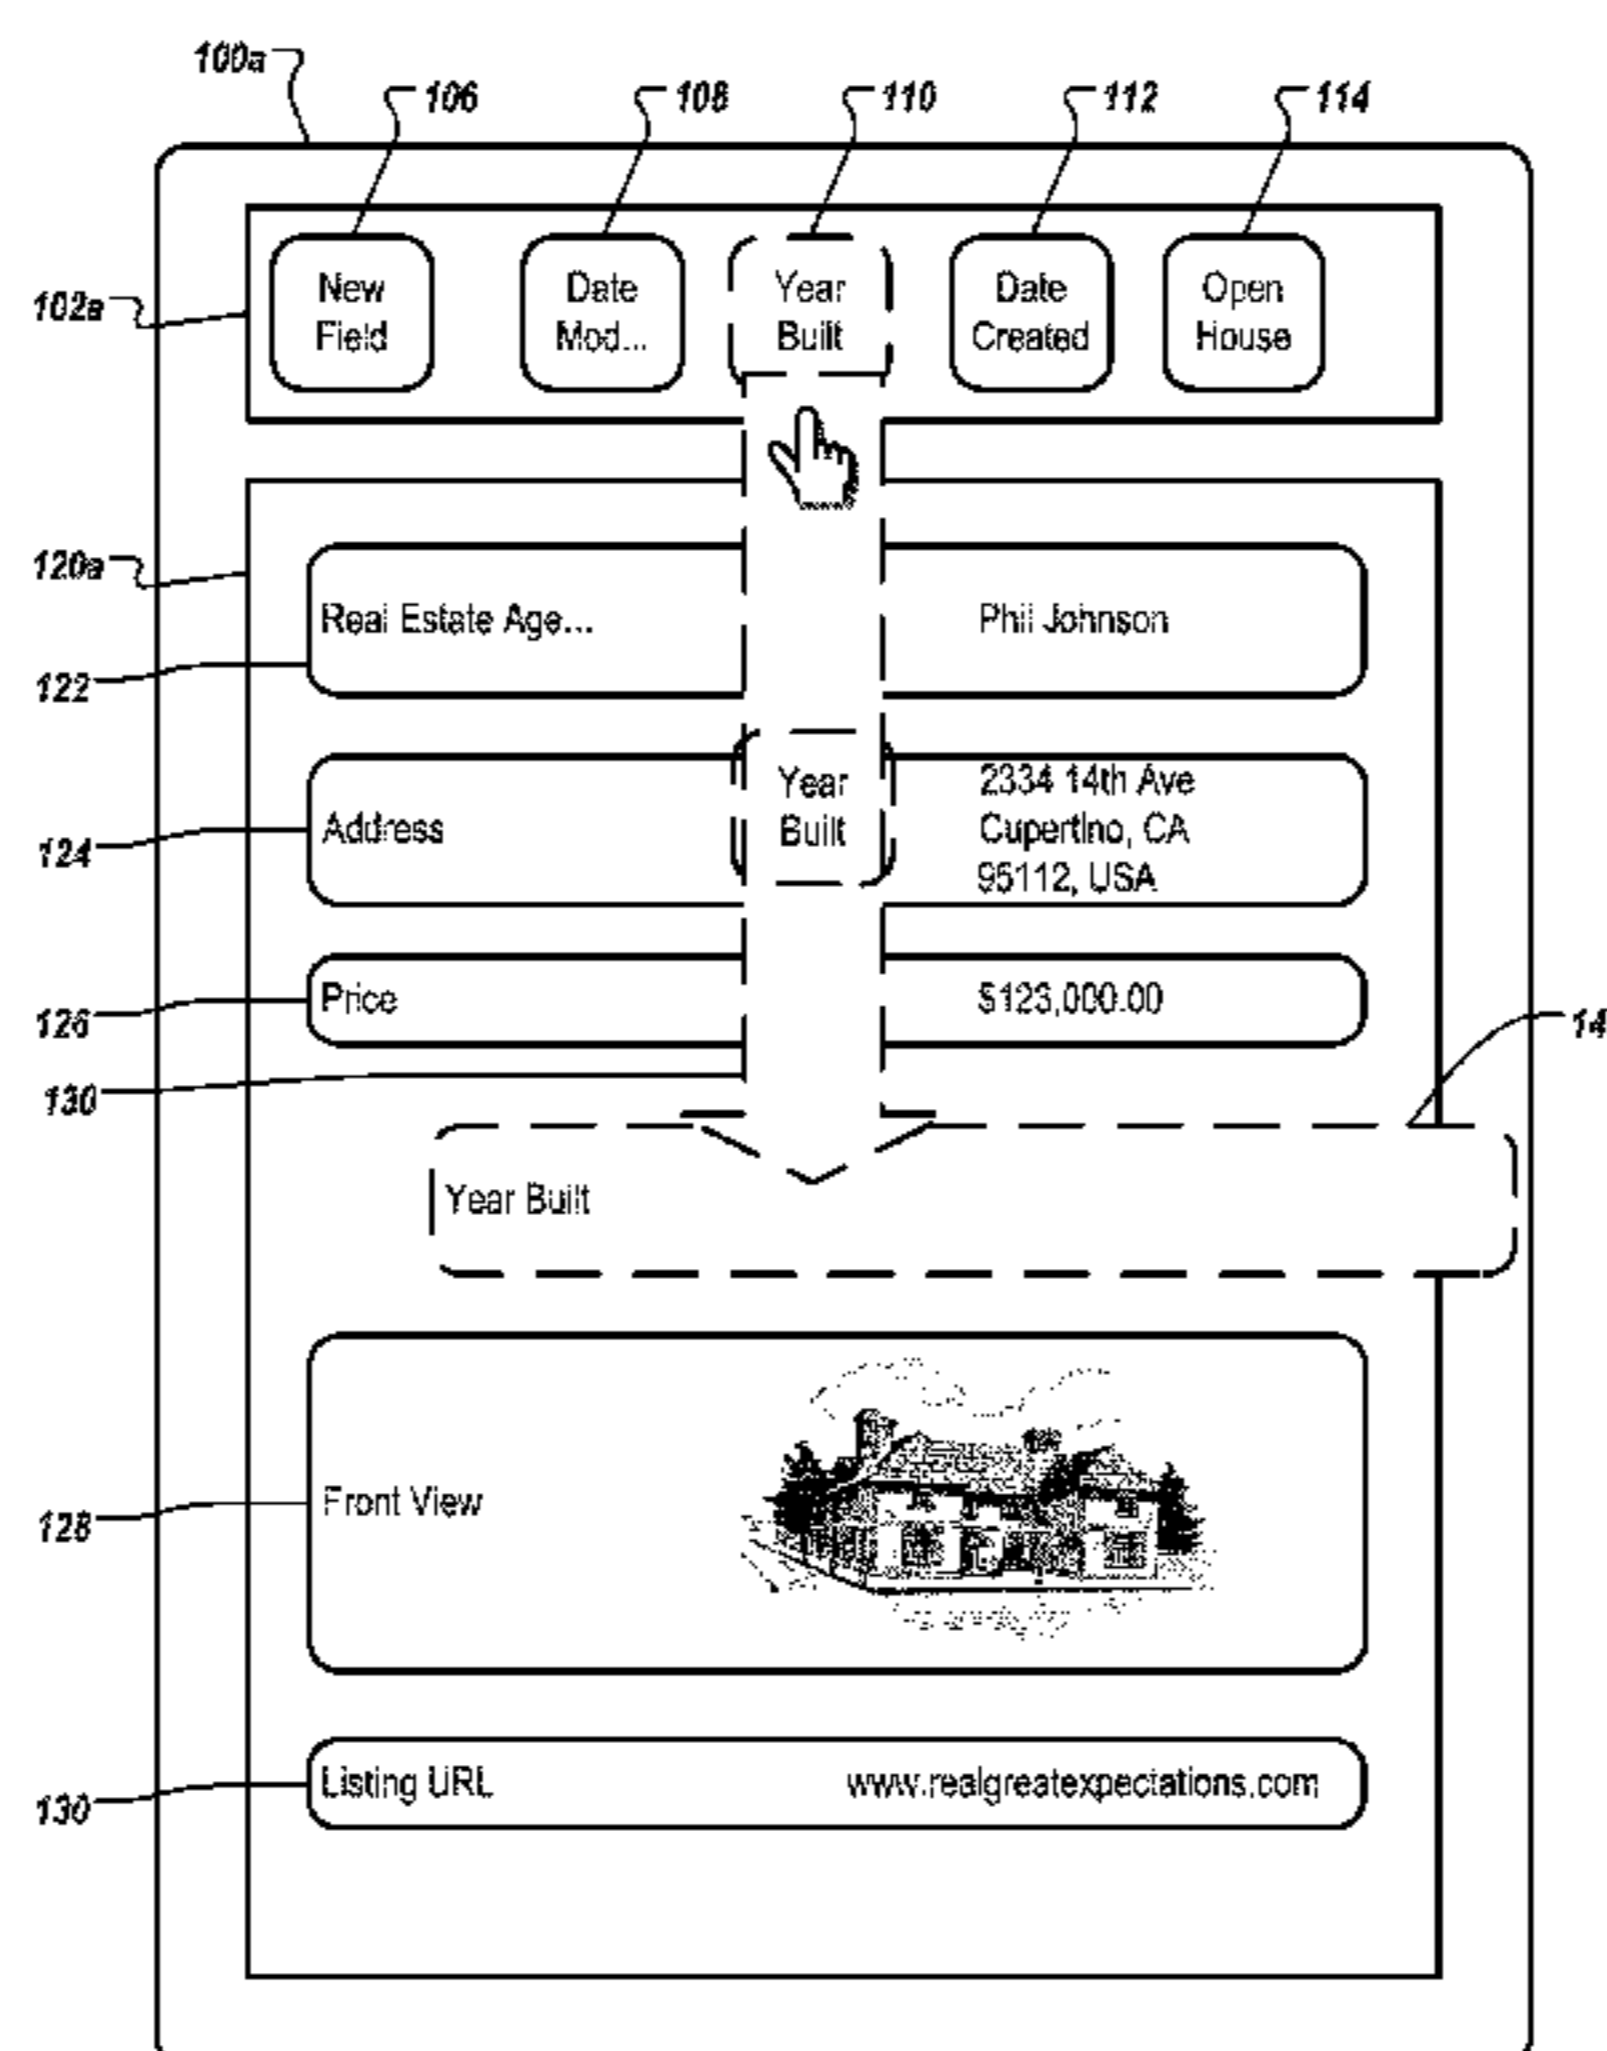 100a
106 108 110 112 114
New Field
Date Mod...
Year Built
Date Created
Open House
102a
120a
Real Estate Age... Phil Johnson
122
Year Built
2334 14th Ave
Address
Cupertino, CA
124
95112, USA
Price $123,000.00
126
14
130
Year Built
Front View
128
Listing URL www.realgreatexpectations.com
130